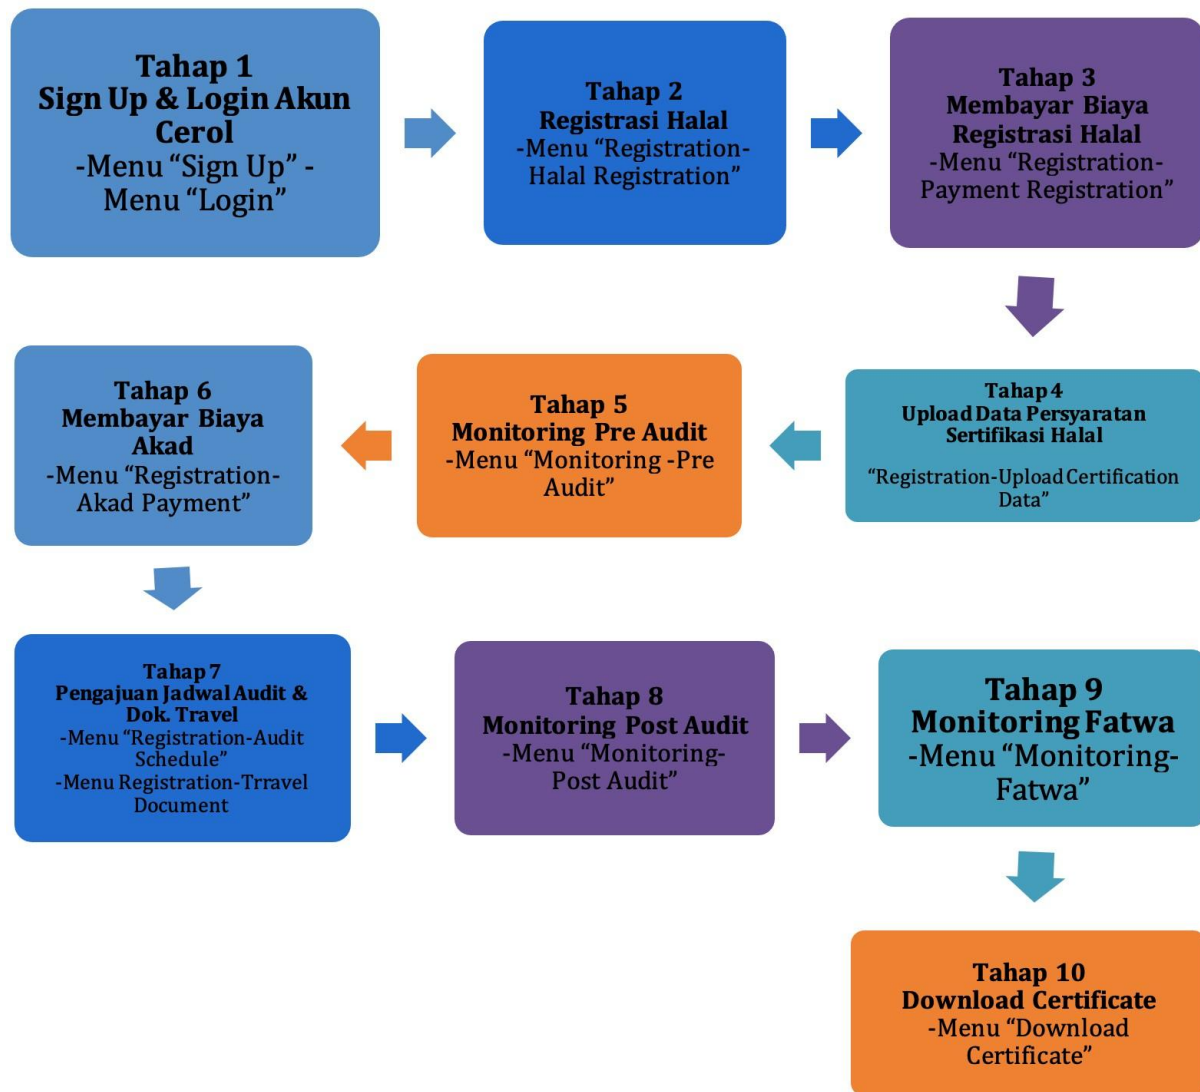 Tahap 1
Sign Up & Login Akun
Cerol
-Menu “Sign Up” -
Menu “Login”
Tahap 2
Registrasi Halal
-Menu “Registration-
Halal Registration”
Tahap 3
Membayar Biaya
Registrasi Halal
-Menu “Registration-
Payment Registration”
Tahap 4
Upload Data Persyaratan
Sertifikasi Halal
“Registration-Upload Certification
Data”
Tahap 5
Monitoring Pre Audit
-Menu “Monitoring -Pre
Audit”
Tahap 6
Membayar Biaya
Akad
-Menu “Registration-
Akad Payment”
Tahap 7
Pengajuan Jadwal Audit &
Dok. Travel
-Menu “Registration-Audit
Schedule”
-Menu Registration-Trravel
Document
Tahap 8
Monitoring Post Audit
-Menu “Monitoring-
Post Audit”
Tahap 9
Monitoring Fatwa
-Menu “Monitoring-
Fatwa”
Tahap 10
Download Certificate
-Menu “Download
Certificate”